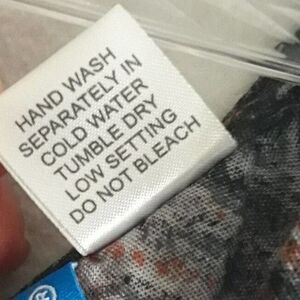 HAND WASH
SEPARATELY IN
COLD WATER
TUMBLE DRY
LOW SETTING
DO NOT BLEACH
®